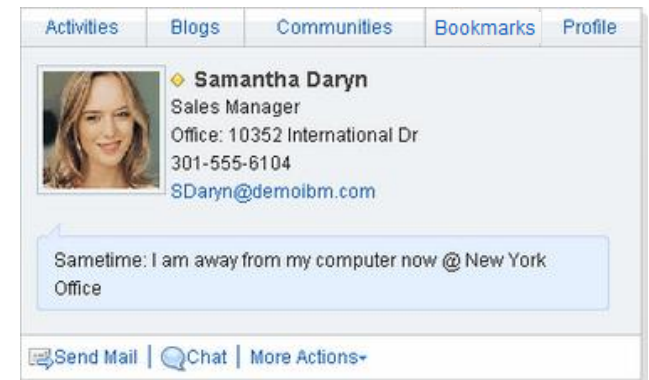 Activities Blogs Communities Bookmarks Profile
Samantha Daryn
Sales Manager
Office: 10352 International Dr
301-555-6104
SDaryn@demoibm.com
Sametime: I am away from my computer now @ New York
Office
Send Mail | Chat | More Actions